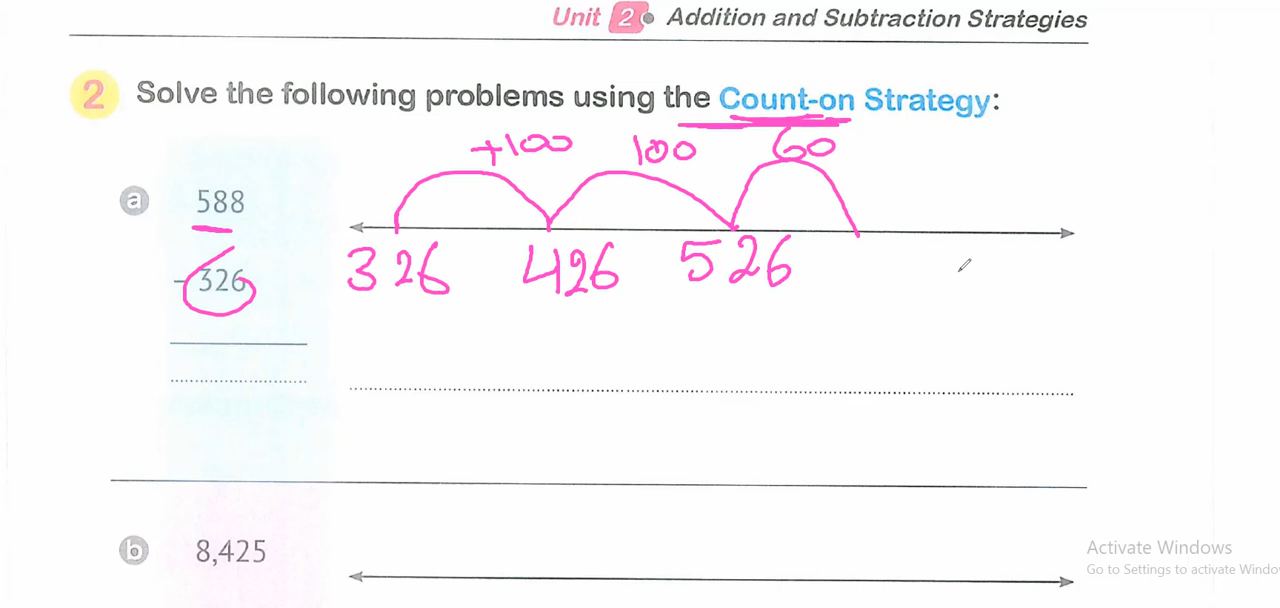 Unit 2 Addition and Subtraction Strategies
2 Solve the following problems using the Count-on Strategy:
+100 100 60
a 588
- 326
326 426 526
b 8,425
Activate Windows
Go to Settings to activate Windo